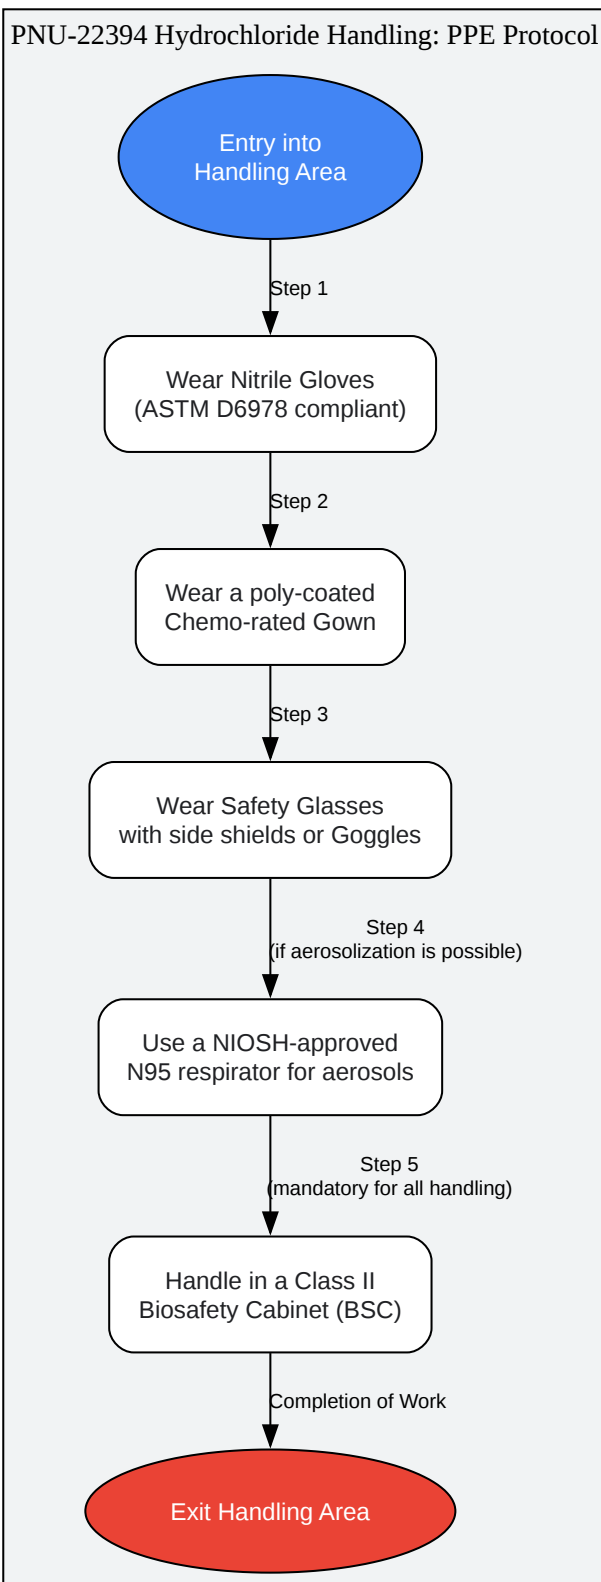 PNU-22394 Hydrochloride Handling: PPE Protocol
Entry into
Handling Area
Step 1
Wear Nitrile Gloves
(ASTM D6978 compliant)
Step 2
Wear a poly-coated
Chemo-rated Gown
Step 3
Wear Safety Glasses
with side shields or Goggles
Step 4
(if aerosolization is possible)
Use a NIOSH-approved
N95 respirator for aerosols
Step 5
(mandatory for all handling)
Handle in a Class II
Biosafety Cabinet (BSC)
Completion of Work
Exit Handling Area